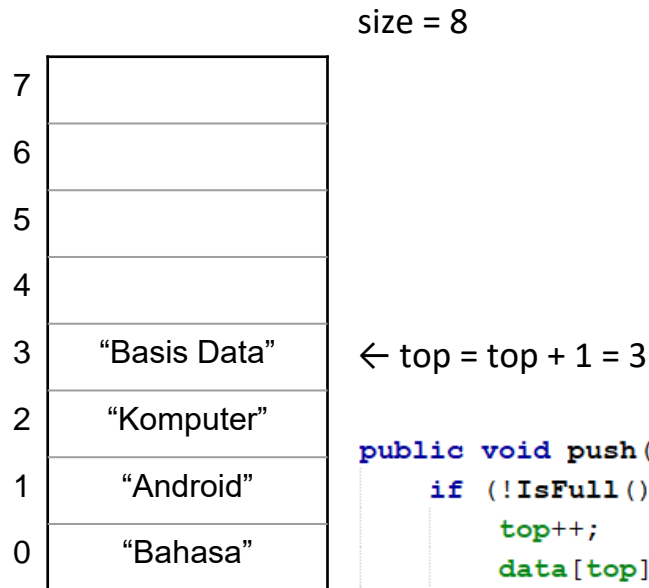 size = 8
7
6
5
4
3 “Basis Data” ← top = top + 1 = 3
2 “Komputer”
public void push(
1 “Android” if (!IsFull()
top++;
0 “Bahasa” data[top]